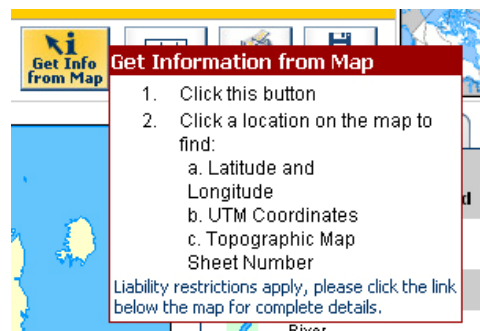 Get Info
from Map
Get Information from Map
1. Click this button
2. Click a location on the map to
find:
a. Latitude and
Longitude
b. UTM Coordinates
c. Topographic Map
Sheet Number
Liability restrictions apply, please click the link
below the map for complete details.
River